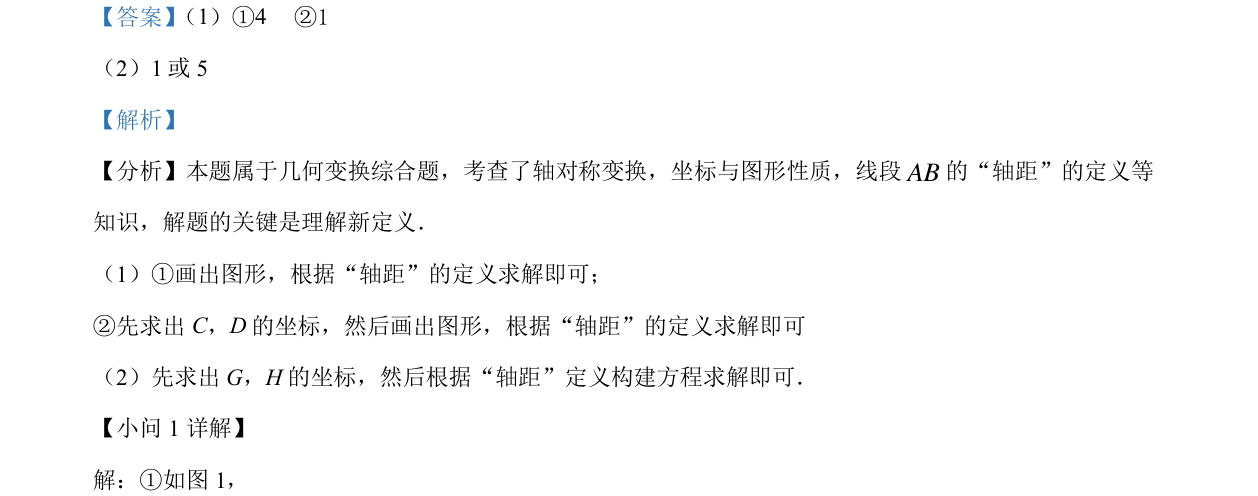 【答案】（1）①4 ②1
（2）1 或 5
【解析】
【分析】本题属于几何变换综合题，考查了轴对称变换，坐标与图形性质，线段 AB 的“轴距”的定义等
知识，解题的关键是理解新定义．
（1）①画出图形，根据“轴距”的定义求解即可；
②先求出 C，D 的坐标，然后画出图形，根据“轴距”的定义求解即可
（2）先求出 G，H 的坐标，然后根据“轴距”定义构建方程求解即可．
【小问 1 详解】
解：①如图 1，